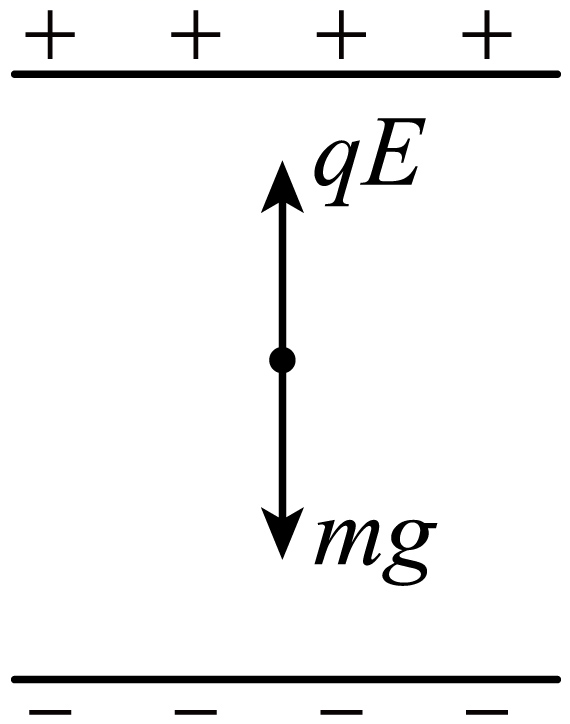 + + + +
qE
mg
− − − −